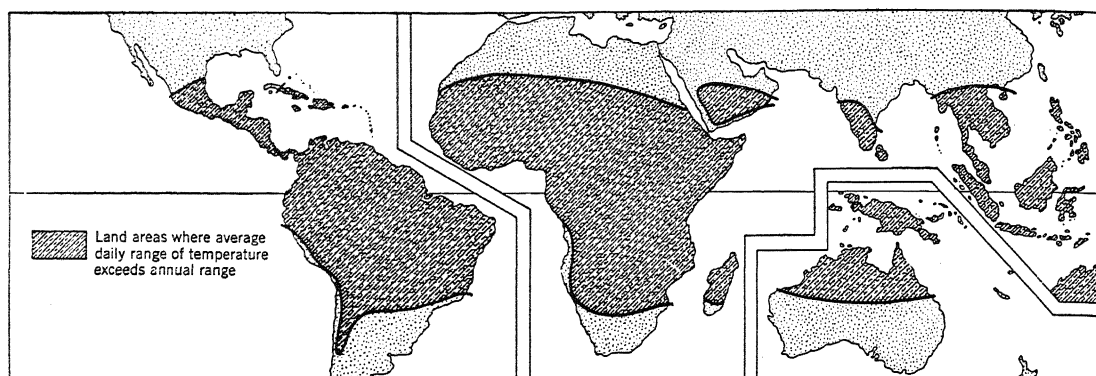 Land areas where average
daily range of temperature
exceeds annual range